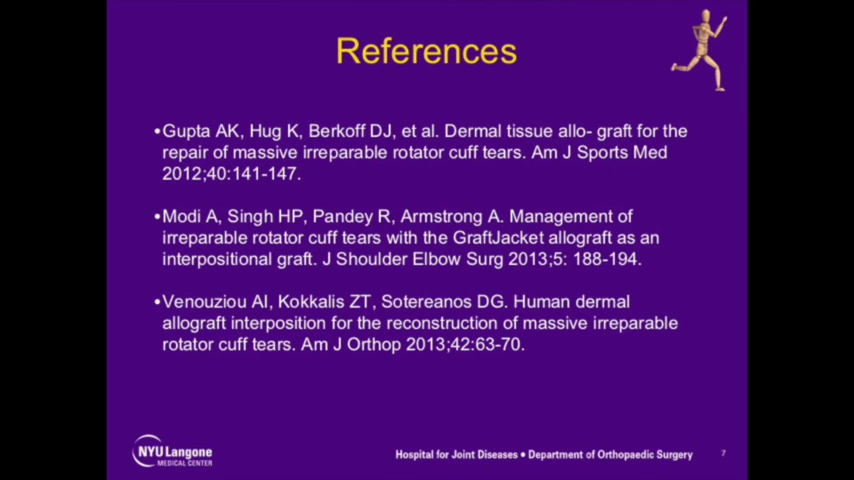 References
•Gupta AK, Hug K, Berkoff DJ, et al. Dermal tissue allo- graft for the
repair of massive irreparable rotator cuff tears. Am J Sports Med
2012;40:141-147.
•Modi A, Singh HP, Pandey R, Armstrong A. Management of
irreparable rotator cuff tears with the GraftJacket allograft as an
interpositional graft. J Shoulder Elbow Surg 2013;5: 188-194.
•Venouziou AI, Kokkalis ZT, Sotereanos DG. Human dermal
allograft interposition for the reconstruction of massive irreparable
rotator cuff tears. Am J Orthop 2013;42:63-70.
NYU Langone
MEDICAL CENTER
Hospital for Joint Diseases • Department of Orthopaedic Surgery
7